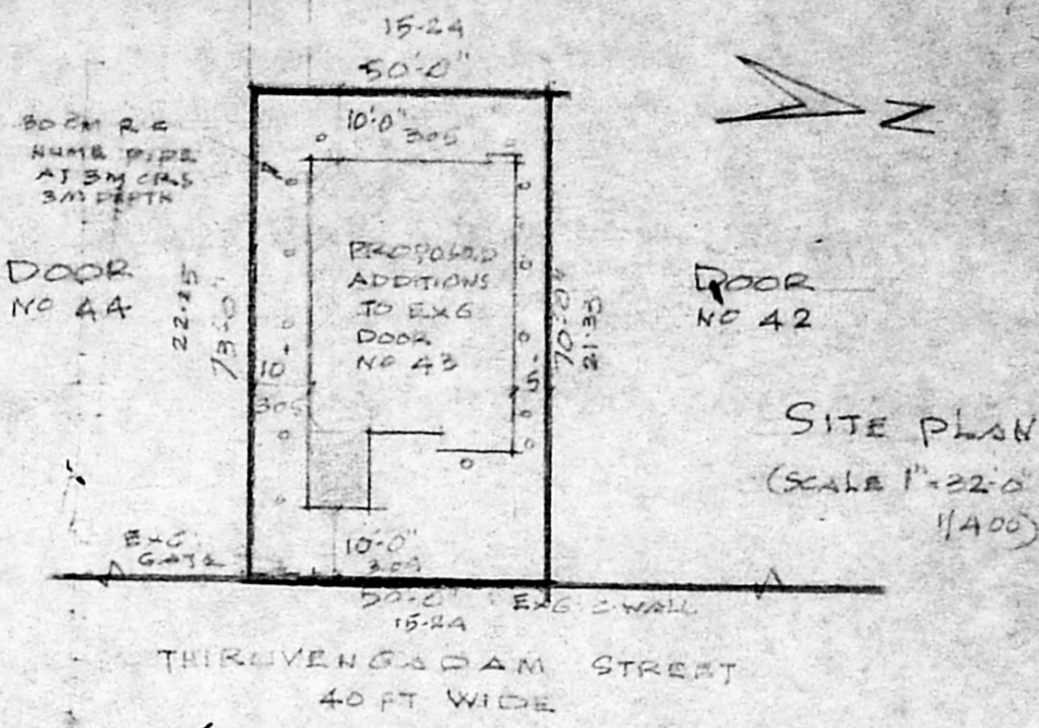 15-24
50'-0"
10'0"
305
30 CM R C
HUME PIPE
AT 3M CRS
3M DEPTH
N
DOOR
NO 44
22.25
73'-0"
PROPOSED
ADDITIONS
TO EXG
DOOR
NO 43
10
305
5
70'-0"
21.33
DOOR
NO 42
SITE PLAN
(SCALE 1"=32'-0"
1/400)
EXG
GATE
10'-0"
305
50'-0"
15-24
EXG C-WALL
THIRUVENGADAM STREET
40 FT WIDE